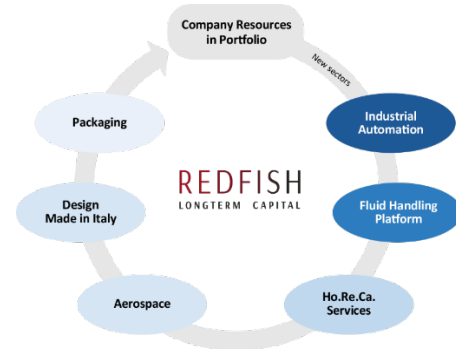 Company Resources
in Portfolio
New sectors
Industrial
Automation
Fluid Handling
Platform
Ho.Re.Ca.
Services
Aerospace
Design
Made in Italy
Packaging
REDFISH
LONGTERM CAPITAL